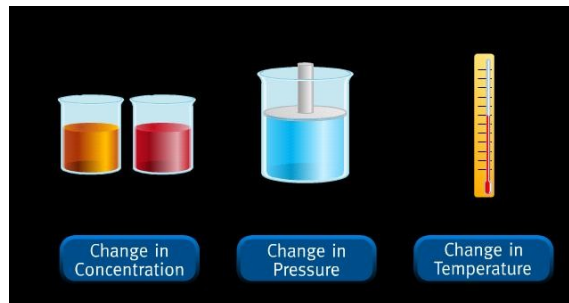 Change in
Concentration
Change in
Pressure
Change in
Temperature